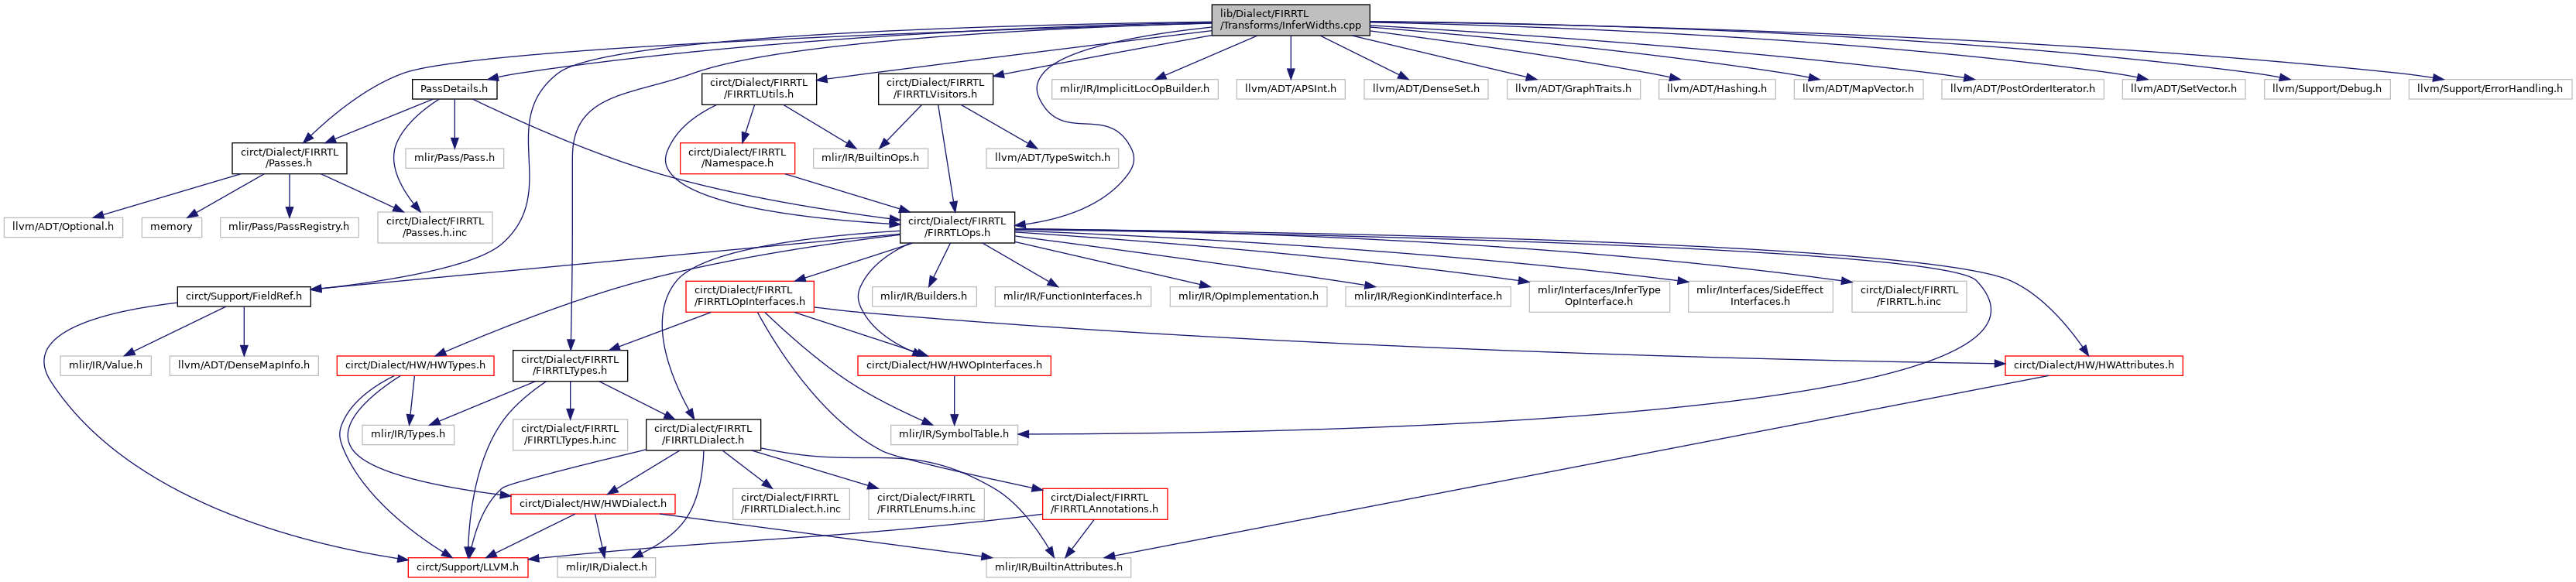 lib/Dialect/FIRRTL
/Transforms/InferWidths.cpp
PassDetails.h
circt/Dialect/FIRRTL
/FIRRTLUtils.h
circt/Dialect/FIRRTL
/FIRRTLVisitors.h
mlir/IR/ImplicitLocOpBuilder.h
llvm/ADT/APSInt.h
llvm/ADT/DenseSet.h
llvm/ADT/GraphTraits.h
llvm/ADT/Hashing.h
llvm/ADT/MapVector.h
llvm/ADT/PostOrderIterator.h
llvm/ADT/SetVector.h
llvm/Support/Debug.h
llvm/Support/ErrorHandling.h
circt/Dialect/FIRRTL
/Passes.h
mlir/Pass/Pass.h
circt/Dialect/FIRRTL
/Namespace.h
mlir/IR/BuiltinOps.h
llvm/ADT/TypeSwitch.h
llvm/ADT/Optional.h
memory
mlir/Pass/PassRegistry.h
circt/Dialect/FIRRTL
/Passes.h.inc
circt/Dialect/FIRRTL
/FIRRTLOps.h
circt/Support/FieldRef.h
circt/Dialect/FIRRTL
/FIRRTLOpInterfaces.h
mlir/IR/Builders.h
mlir/IR/FunctionInterfaces.h
mlir/IR/OpImplementation.h
mlir/IR/RegionKindInterface.h
mlir/Interfaces/InferType
OpInterface.h
mlir/Interfaces/SideEffect
Interfaces.h
circt/Dialect/FIRRTL
/FIRRTL.h.inc
mlir/IR/Value.h
llvm/ADT/DenseMapInfo.h
circt/Dialect/HW/HWTypes.h
circt/Dialect/FIRRTL
/FIRRTLTypes.h
circt/Dialect/HW/HWOpInterfaces.h
circt/Dialect/HW/HWAttributes.h
mlir/IR/Types.h
circt/Dialect/FIRRTL
/FIRRTLTypes.h.inc
circt/Dialect/FIRRTL
/FIRRTLDialect.h
mlir/IR/SymbolTable.h
circt/Dialect/HW/HWDialect.h
circt/Dialect/FIRRTL
/FIRRTLDialect.h.inc
circt/Dialect/FIRRTL
/FIRRTLEnums.h.inc
circt/Dialect/FIRRTL
/FIRRTLAnnotations.h
circt/Support/LLVM.h
mlir/IR/Dialect.h
mlir/IR/BuiltinAttributes.h